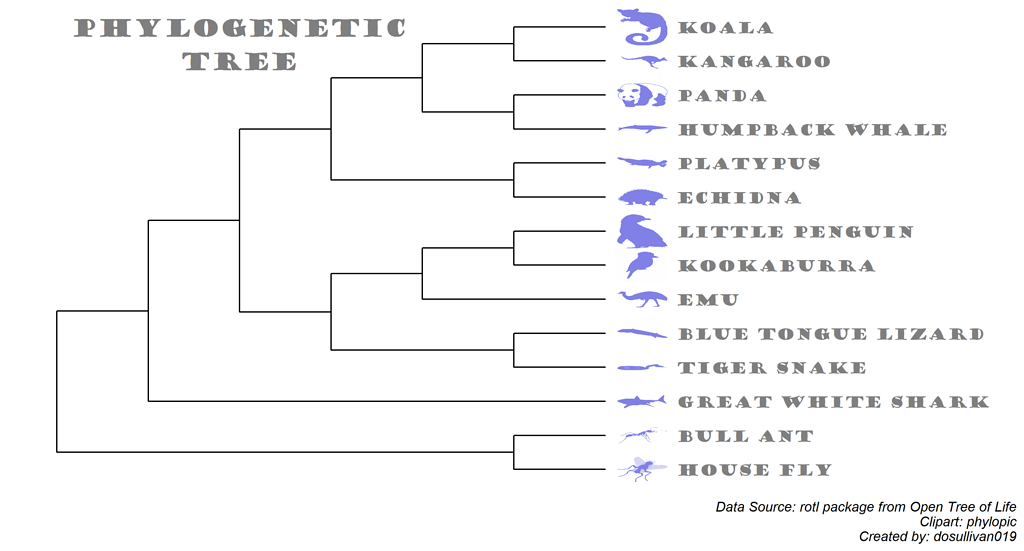 PHYLOGENETIC
TREE
KOALA
KANGAROO
PANDA
HUMPBACK WHALE
PLATYPUS
ECHIDNA
LITTLE PENGUIN
KOOKABURRA
EMU
BLUE TONGUE LIZARD
TIGER SNAKE
GREAT WHITE SHARK
BULL ANT
HOUSE FLY
Data Source: rotl package from Open Tree of Life
Clipart: phylopic
Created by: dosullivan019